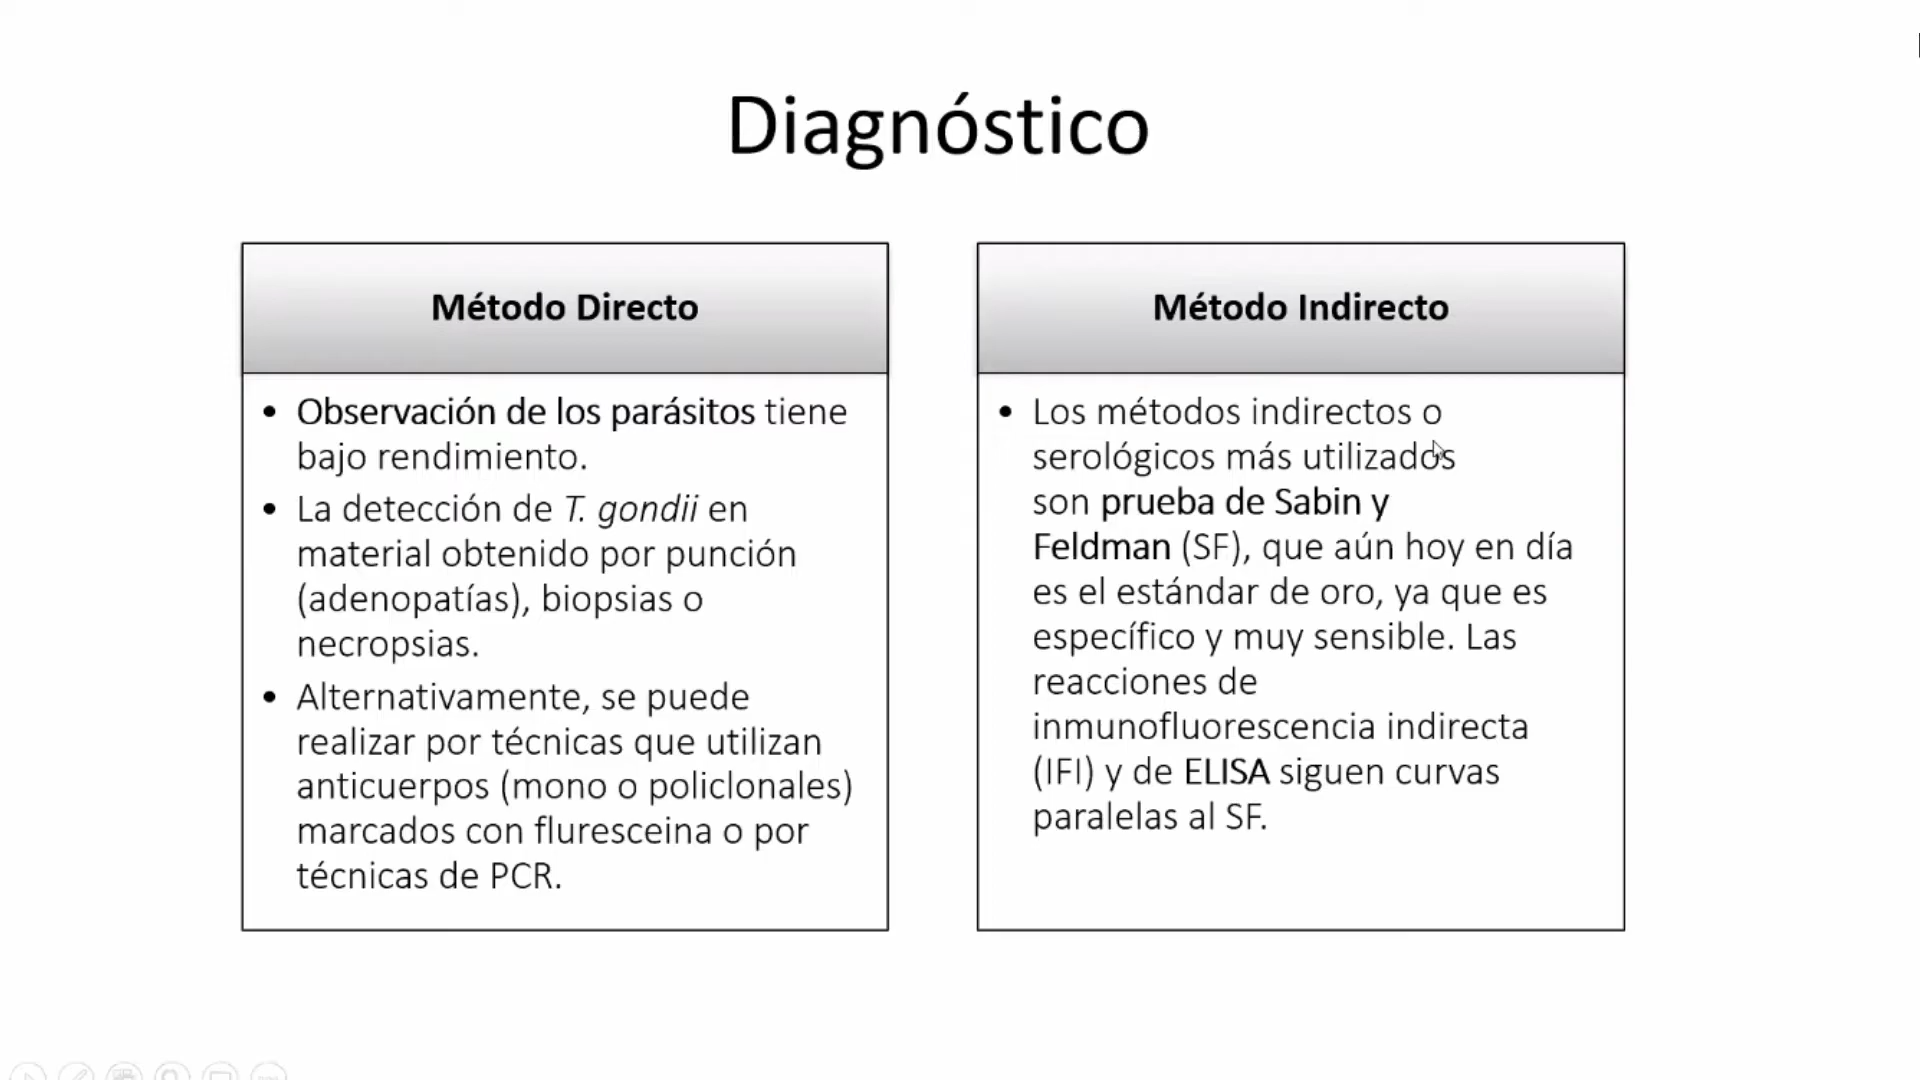 Diagnóstico
Método Directo
• Observación de los parásitos tiene
bajo rendimiento.
• La detección de T. gondii en
material obtenido por punción
(adenopatías), biopsias o
necropsias.
• Alternativamente, se puede
realizar por técnicas que utilizan
anticuerpos (mono o policlonales)
marcados con fluresceina o por
técnicas de PCR.
Método Indirecto
• Los métodos indirectos o
serológicos más utilizados
son prueba de Sabin y
Feldman (SF), que aún hoy en día
es el estándar de oro, ya que es
específico y muy sensible. Las
reacciones de
inmunofluorescencia indirecta
(IFI) y de ELISA siguen curvas
paralelas al SF.